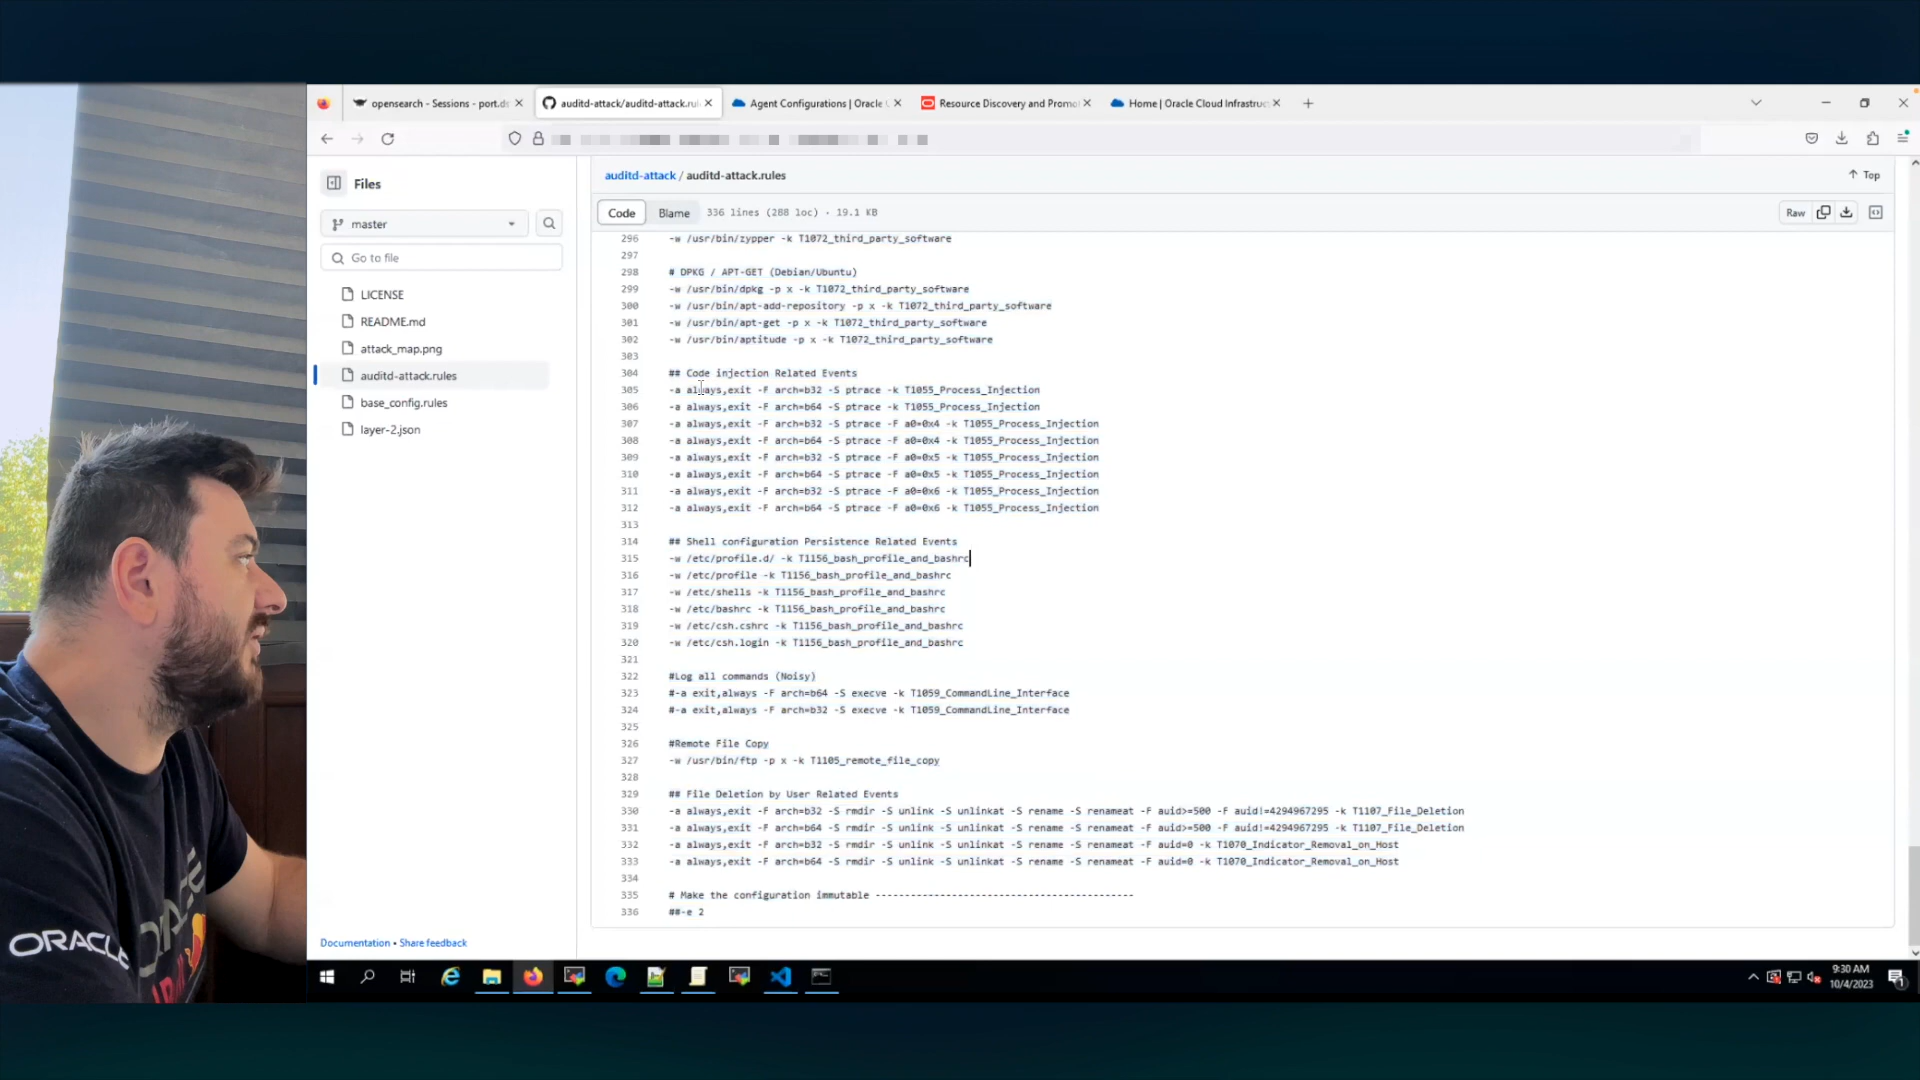 opensearch - Sessions - port.ds
auditd-attack/auditd-attack.rul
Agent Configurations | Oracle
Resource Discovery and Promo
Home | Oracle Cloud Infrastruc
Files
master
Go to file
LICENSE
README.md
attack_map.png
auditd-attack.rules
base_config.rules
layer-2.json
Documentation • Share feedback
auditd-attack / auditd-attack.rules
Top
Code
Blame
336 lines (288 loc) · 19.1 KB
Raw
296 -w /usr/bin/zypper -k T1072_third_party_software
297
298 # DPKG / APT-GET (Debian/Ubuntu)
299 -w /usr/bin/dpkg -p x -k T1072_third_party_software
300 -w /usr/bin/apt-add-repository -p x -k T1072_third_party_software
301 -w /usr/bin/apt-get -p x -k T1072_third_party_software
302 -w /usr/bin/aptitude -p x -k T1072_third_party_software
303
304 ## Code injection Related Events
305 -a always,exit -F arch=b32 -S ptrace -k T1055_Process_Injection
306 -a always,exit -F arch=b64 -S ptrace -k T1055_Process_Injection
307 -a always,exit -F arch=b32 -S ptrace -F a0=0x4 -k T1055_Process_Injection
308 -a always,exit -F arch=b64 -S ptrace -F a0=0x4 -k T1055_Process_Injection
309 -a always,exit -F arch=b32 -S ptrace -F a0=0x5 -k T1055_Process_Injection
310 -a always,exit -F arch=b64 -S ptrace -F a0=0x5 -k T1055_Process_Injection
311 -a always,exit -F arch=b32 -S ptrace -F a0=0x6 -k T1055_Process_Injection
312 -a always,exit -F arch=b64 -S ptrace -F a0=0x6 -k T1055_Process_Injection
313
314 ## Shell configuration Persistence Related Events
315 -w /etc/profile.d/ -k T1156_bash_profile_and_bashrc
316 -w /etc/profile -k T1156_bash_profile_and_bashrc
317 -w /etc/shells -k T1156_bash_profile_and_bashrc
318 -w /etc/bashrc -k T1156_bash_profile_and_bashrc
319 -w /etc/csh.cshrc -k T1156_bash_profile_and_bashrc
320 -w /etc/csh.login -k T1156_bash_profile_and_bashrc
321
322 #Log all commands (Noisy)
323 #-a exit,always -F arch=b64 -S execve -k T1059_CommandLine_Interface
324 #-a exit,always -F arch=b32 -S execve -k T1059_CommandLine_Interface
325
326 #Remote File Copy
327 -w /usr/bin/ftp -p x -k T1105_remote_file_copy
328
329 ## File Deletion by User Related Events
330 -a always,exit -F arch=b32 -S rmdir -S unlink -S unlinkat -S rename -S renameat -F auid>=500 -F auid!=4294967295 -k T1107_File_Deletion
331 -a always,exit -F arch=b64 -S rmdir -S unlink -S unlinkat -S rename -S renameat -F auid>=500 -F auid!=4294967295 -k T1107_File_Deletion
332 -a always,exit -F arch=b32 -S rmdir -S unlink -S unlinkat -S rename -S renameat -F auid=0 -k T1070_Indicator_Removal_on_Host
333 -a always,exit -F arch=b64 -S rmdir -S unlink -S unlinkat -S rename -S renameat -F auid=0 -k T1070_Indicator_Removal_on_Host
334
335 # Make the configuration immutable --------------------------------------------
336 ##-e 2
9:30 AM
10/4/2023
ORACLE